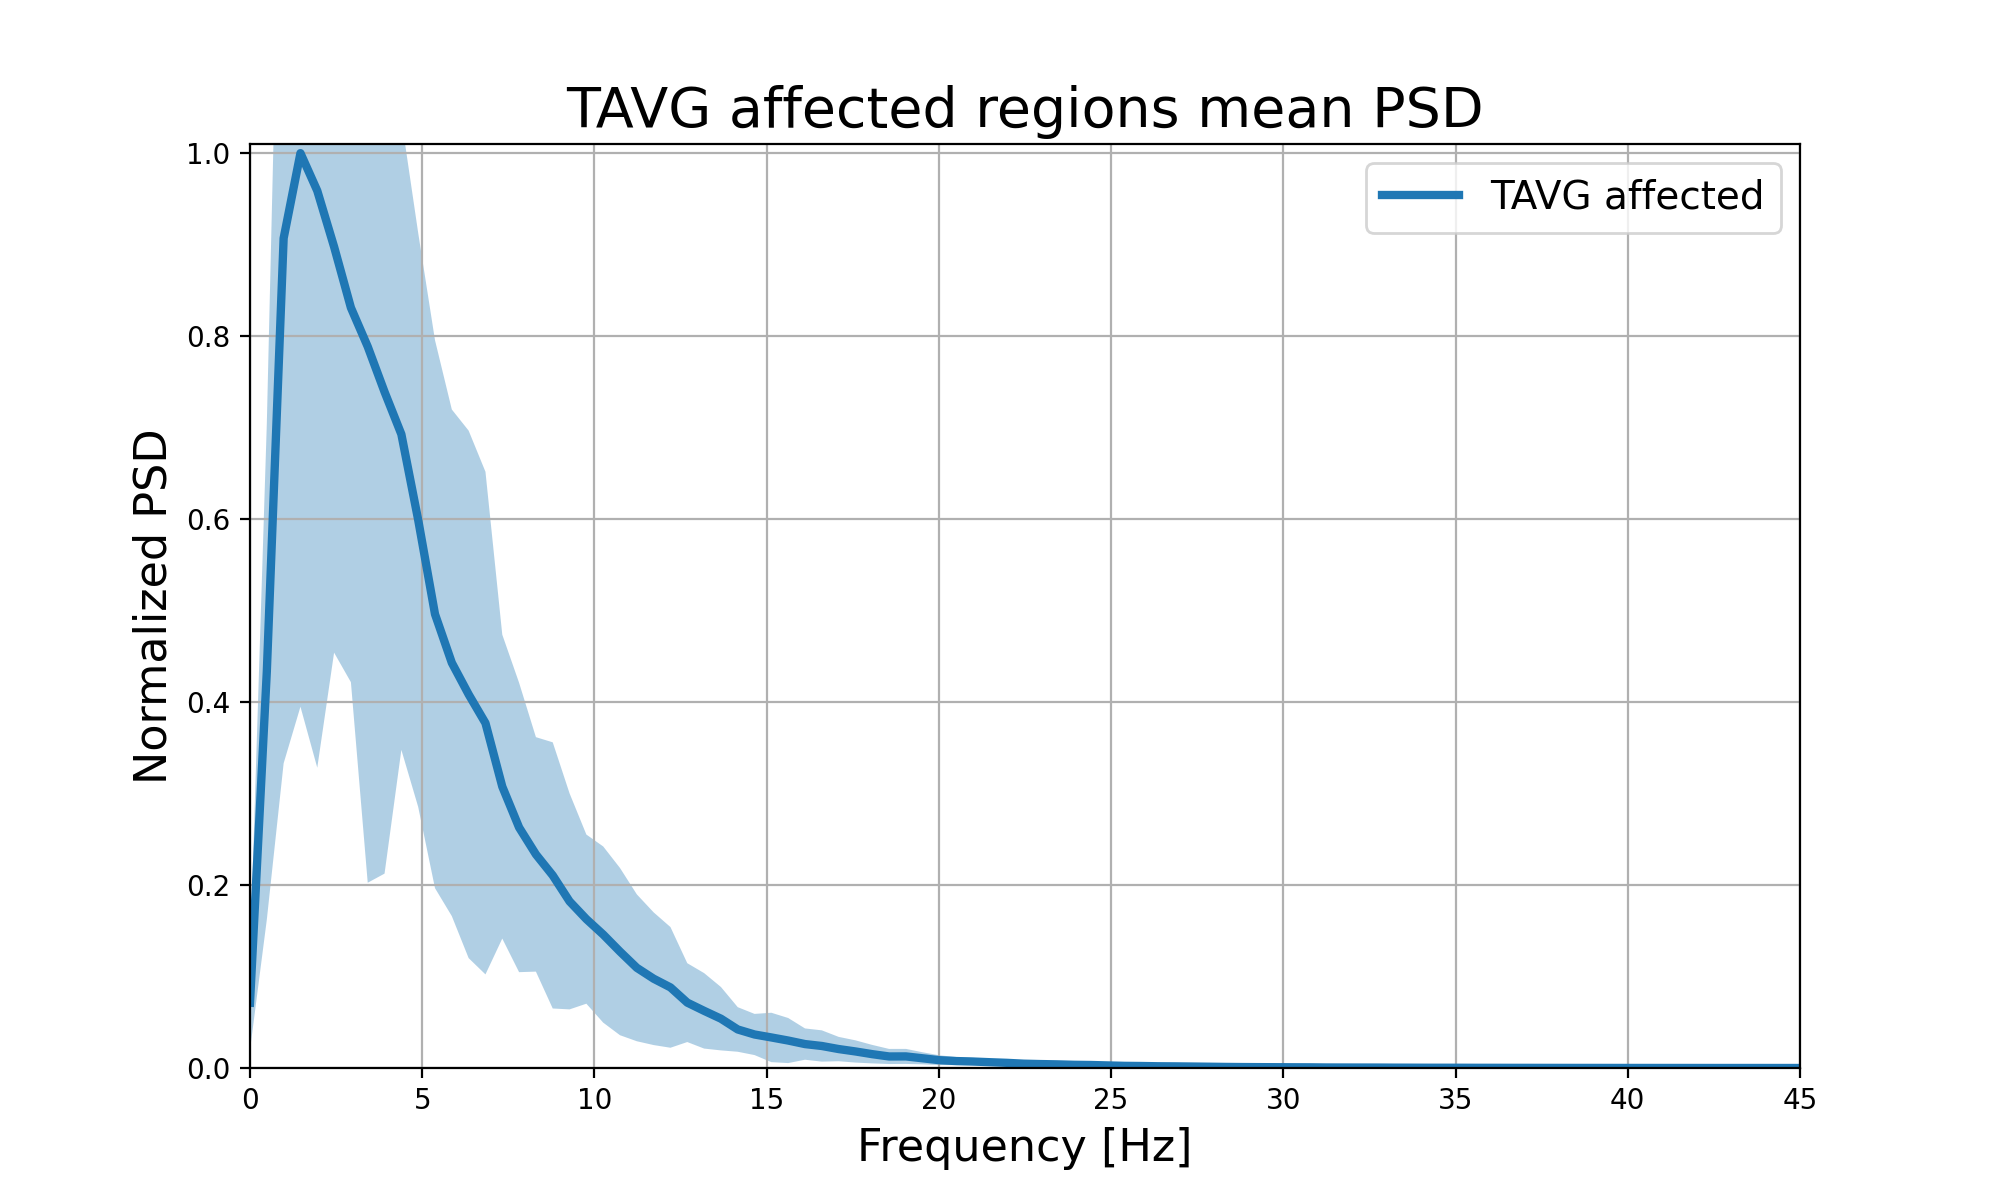 TAVG affected regions mean PSD
TAVG affected
Normalized PSD
1.0
0.8
0.6
0.4
0.2
0.0
0 5 10 15 20 25 30 35 40 45
Frequency [Hz]